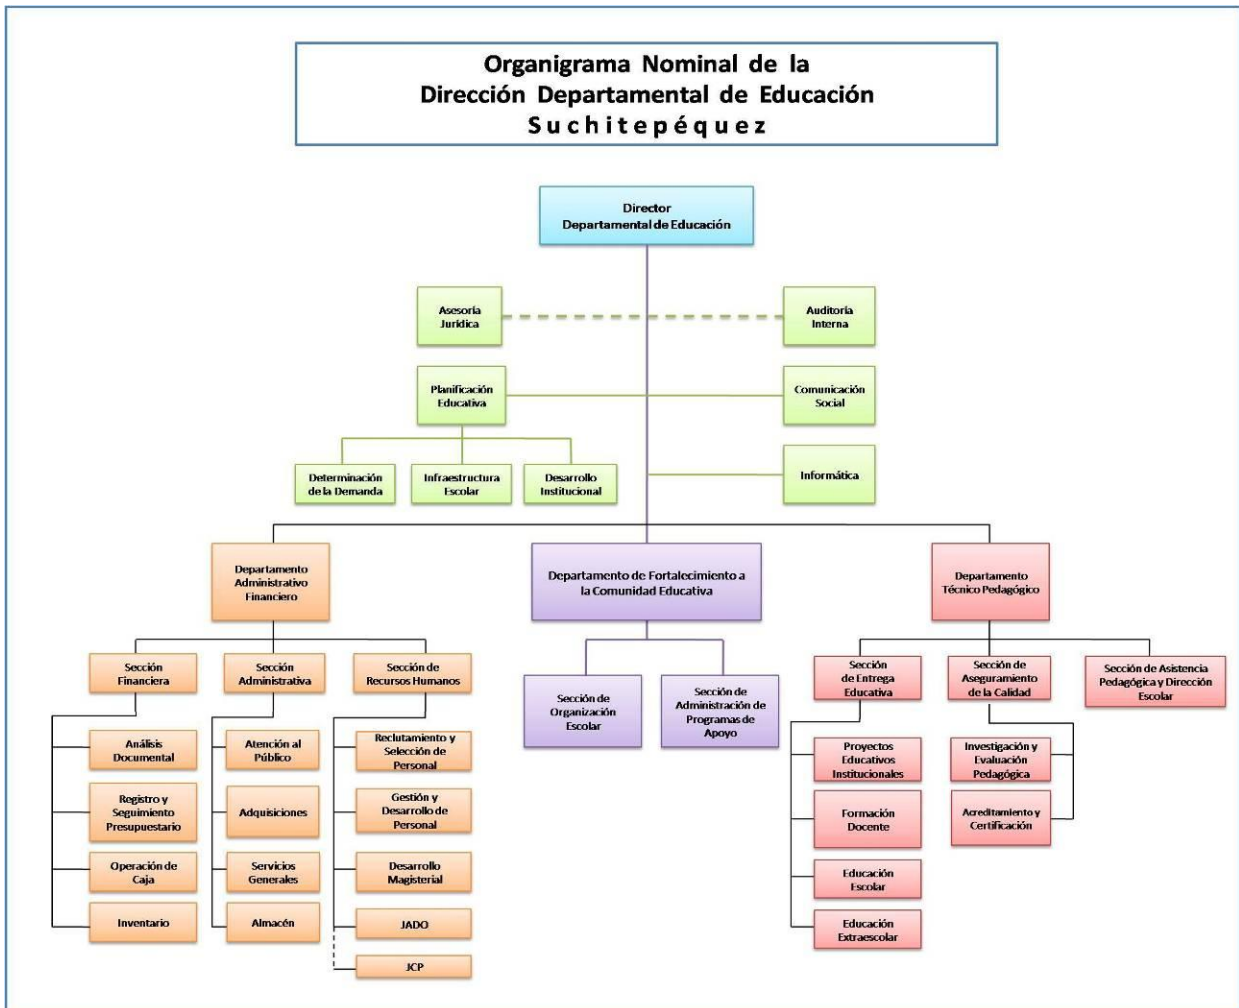 Organigrama Nominal de la
Dirección Departamental de Educación
Suchitepéquez
Director
Departamental de Educación
Asesoría
Jurídica
Auditoría
Interna
Planificación
Educativa
Comunicación
Social
Determinación
de la Demanda
Infraestructura
Escolar
Desarrollo
Institucional
Informática
Departamento
Administrativo
Financiero
Departamento de Fortalecimiento a
la Comunidad Educativa
Departamento
Técnico Pedagógico
Sección
Financiera
Sección
Administrativa
Sección de
Recursos Humanos
Sección de
Organización
Escolar
Sección de
Administración de
Programas de
Apoyo
Sección
de Entrega
Educativa
Sección de
Aseguramiento
de la Calidad
Sección de Asistencia
Pedagógica y Dirección
Escolar
Análisis
Documental
Registro y
Seguimiento
Presupuestario
Operación de
Caja
Inventario
Atención al
Público
Adquisiciones
Servicios
Generales
Almacén
Reclutamiento y
Selección de
Personal
Gestión y
Desarrollo de
Personal
Desarrollo
Magisterial
JADO
JCP
Proyectos
Educativos
Institucionales
Formación
Docente
Educación
Escolar
Educación
Extraescolar
Investigación y
Evaluación
Pedagógica
Acreditamiento y
Certificación